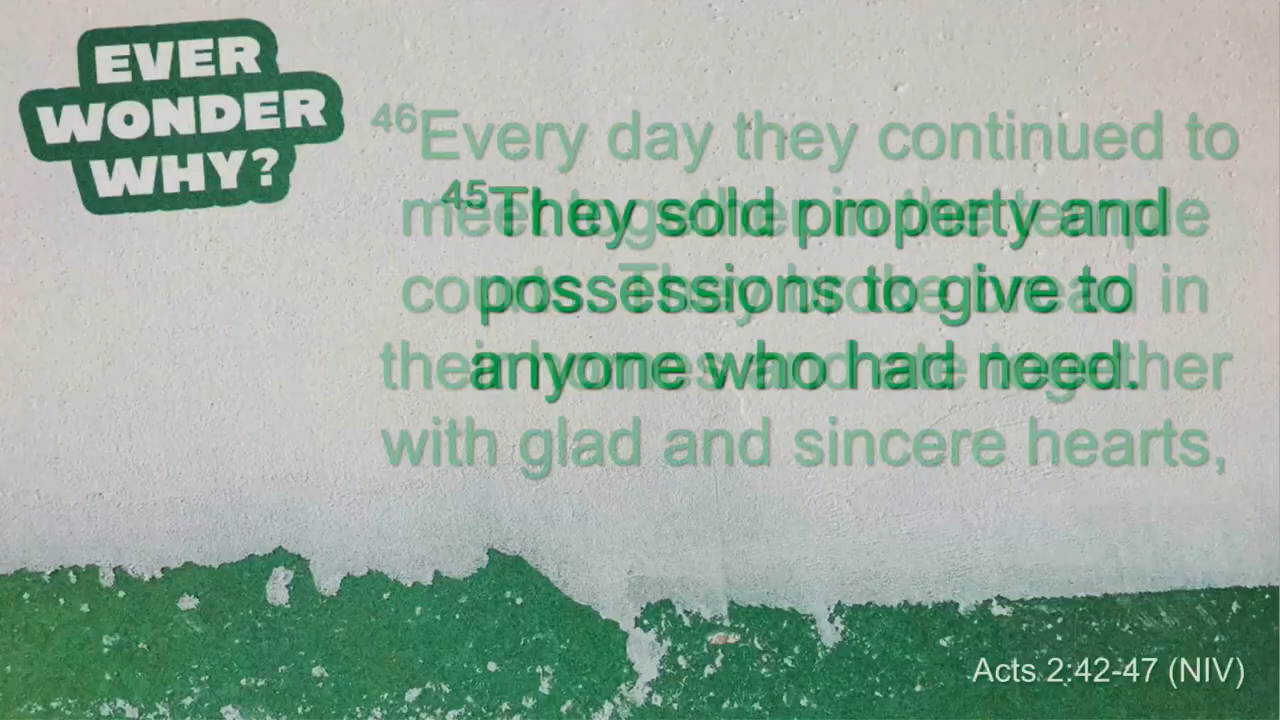 EVER
WONDER
WHY?
46Every day they continued to
meet together in the temple
courts. They broke bread in
their homes and ate together
with glad and sincere hearts,
45They sold property and
possessions to give to
anyone who had need.
Acts 2:42-47 (NIV)